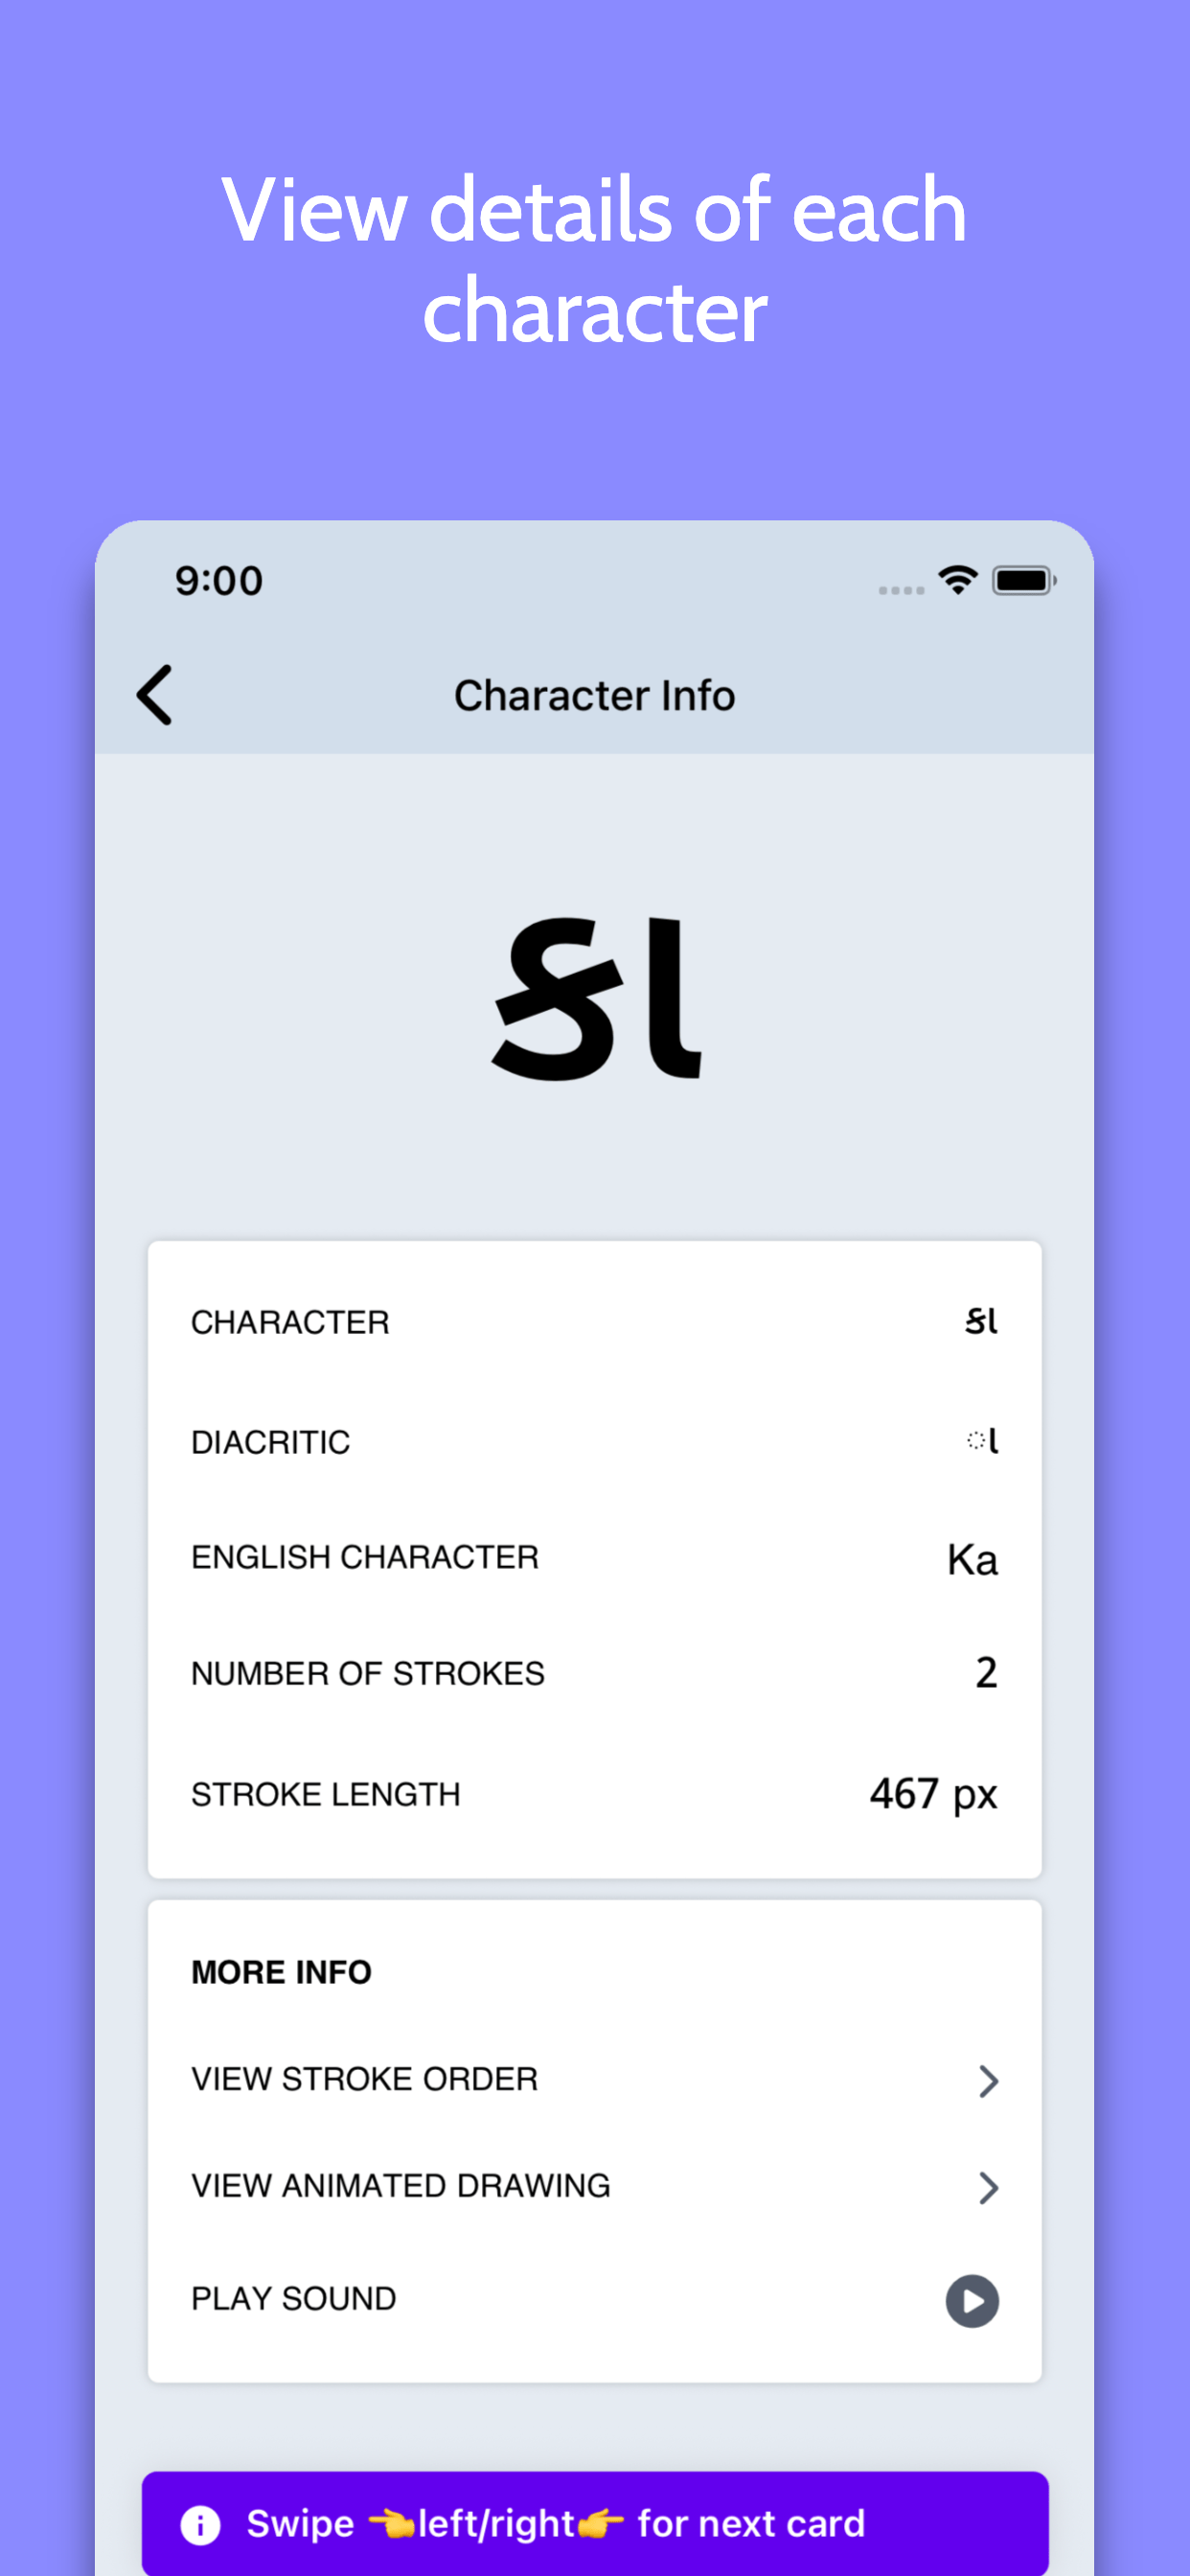 View details of each
character
9:00
Character Info
કા
CHARACTER કા
DIACRITIC ા
ENGLISH CHARACTER Ka
NUMBER OF STROKES 2
STROKE LENGTH 467 px
MORE INFO
VIEW STROKE ORDER
VIEW ANIMATED DRAWING
PLAY SOUND
Swipe 👈left/right👉 for next card